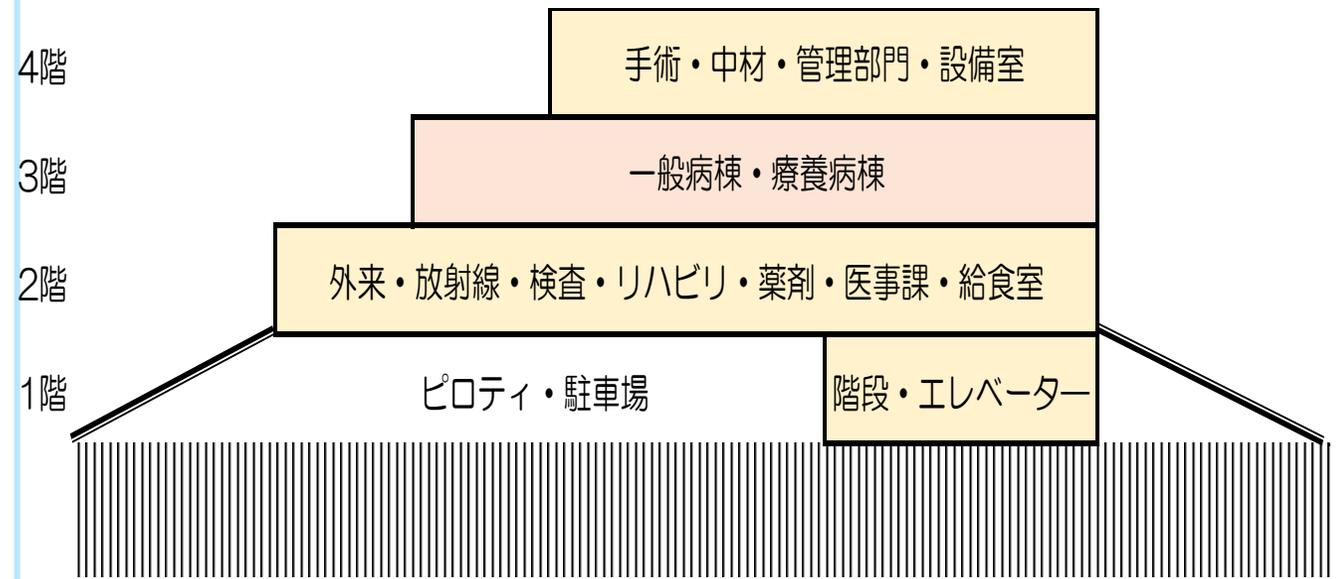 4階
手術・中材・管理部門・設備室
3階
一般病棟・療養病棟
2階
外来・放射線・検査・リハビリ・薬剤・医事課・給食室
1階
ピロティ・駐車場
階段・エレベーター